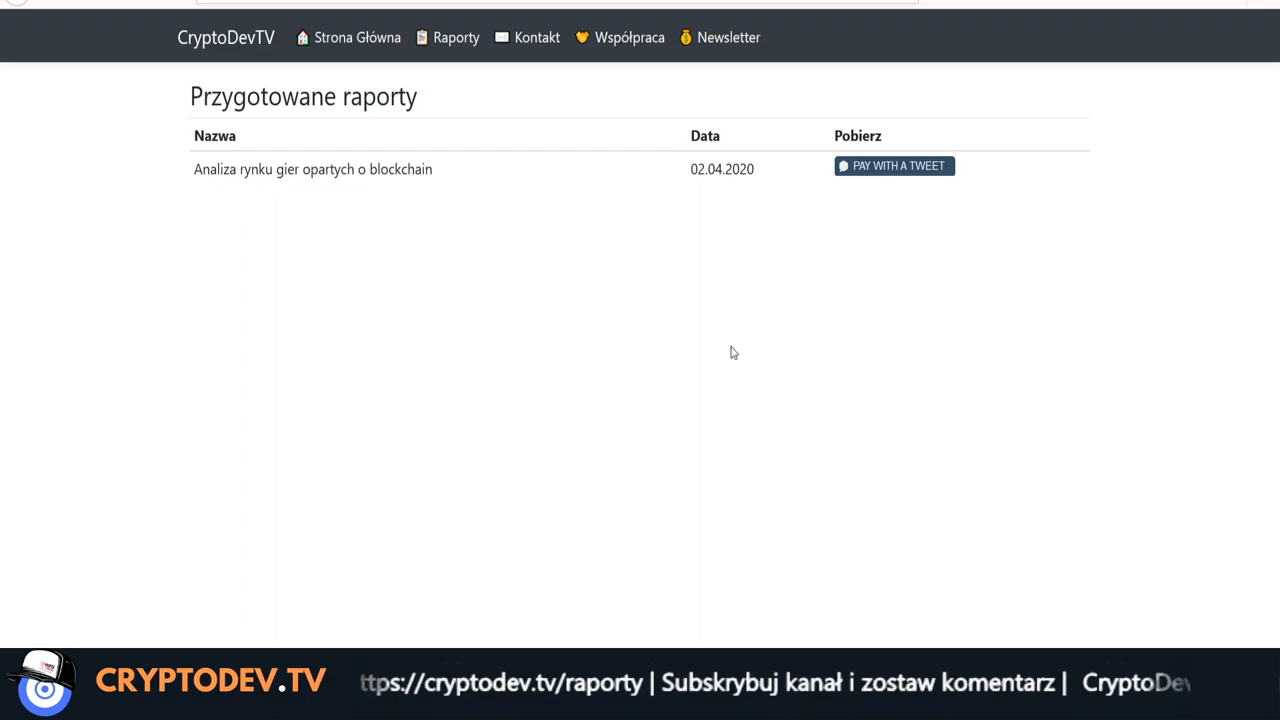 CryptoDevTV Strona Główna Raporty Kontakt Współpraca Newsletter
Przygotowane raporty
Nazwa Data Pobierz
Analiza rynku gier opartych o blockchain 02.04.2020 PAY WITH A TWEET
CRYPTODEV.TV ttps://cryptodev.tv/raporty | Subskrybuj kanał i zostaw komentarz | CryptoDev